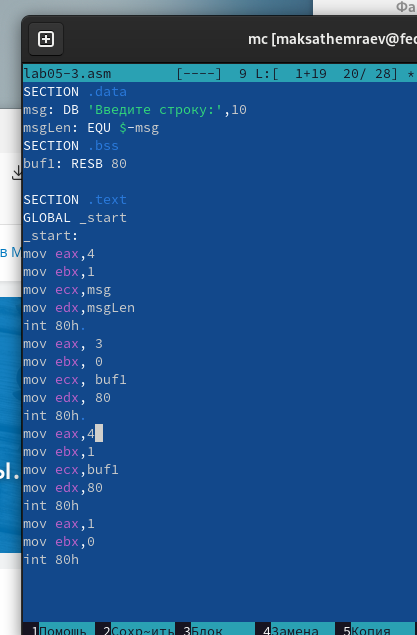 Фа
mc [maksathemraev@fed
lab05-3.asm [----] 9 L:[ 1+19 20/ 28] *
SECTION .data
msg: DB 'Введите строку:',10
msgLen: EQU $-msg
SECTION .bss
buf1: RESB 80
SECTION .text
GLOBAL _start
_start:
mov eax,4
mov ebx,1
mov ecx,msg
mov edx,msgLen
int 80h.
mov eax, 3
mov ebx, 0
mov ecx, buf1
mov edx, 80
int 80h.
mov eax,4
mov ebx,1
mov ecx,buf1
mov edx,80
int 80h
mov eax,1
mov ebx,0
int 80h
в М
ы.
1Помощь 2Сохр~ить 3Блок 4Замена 5Копия